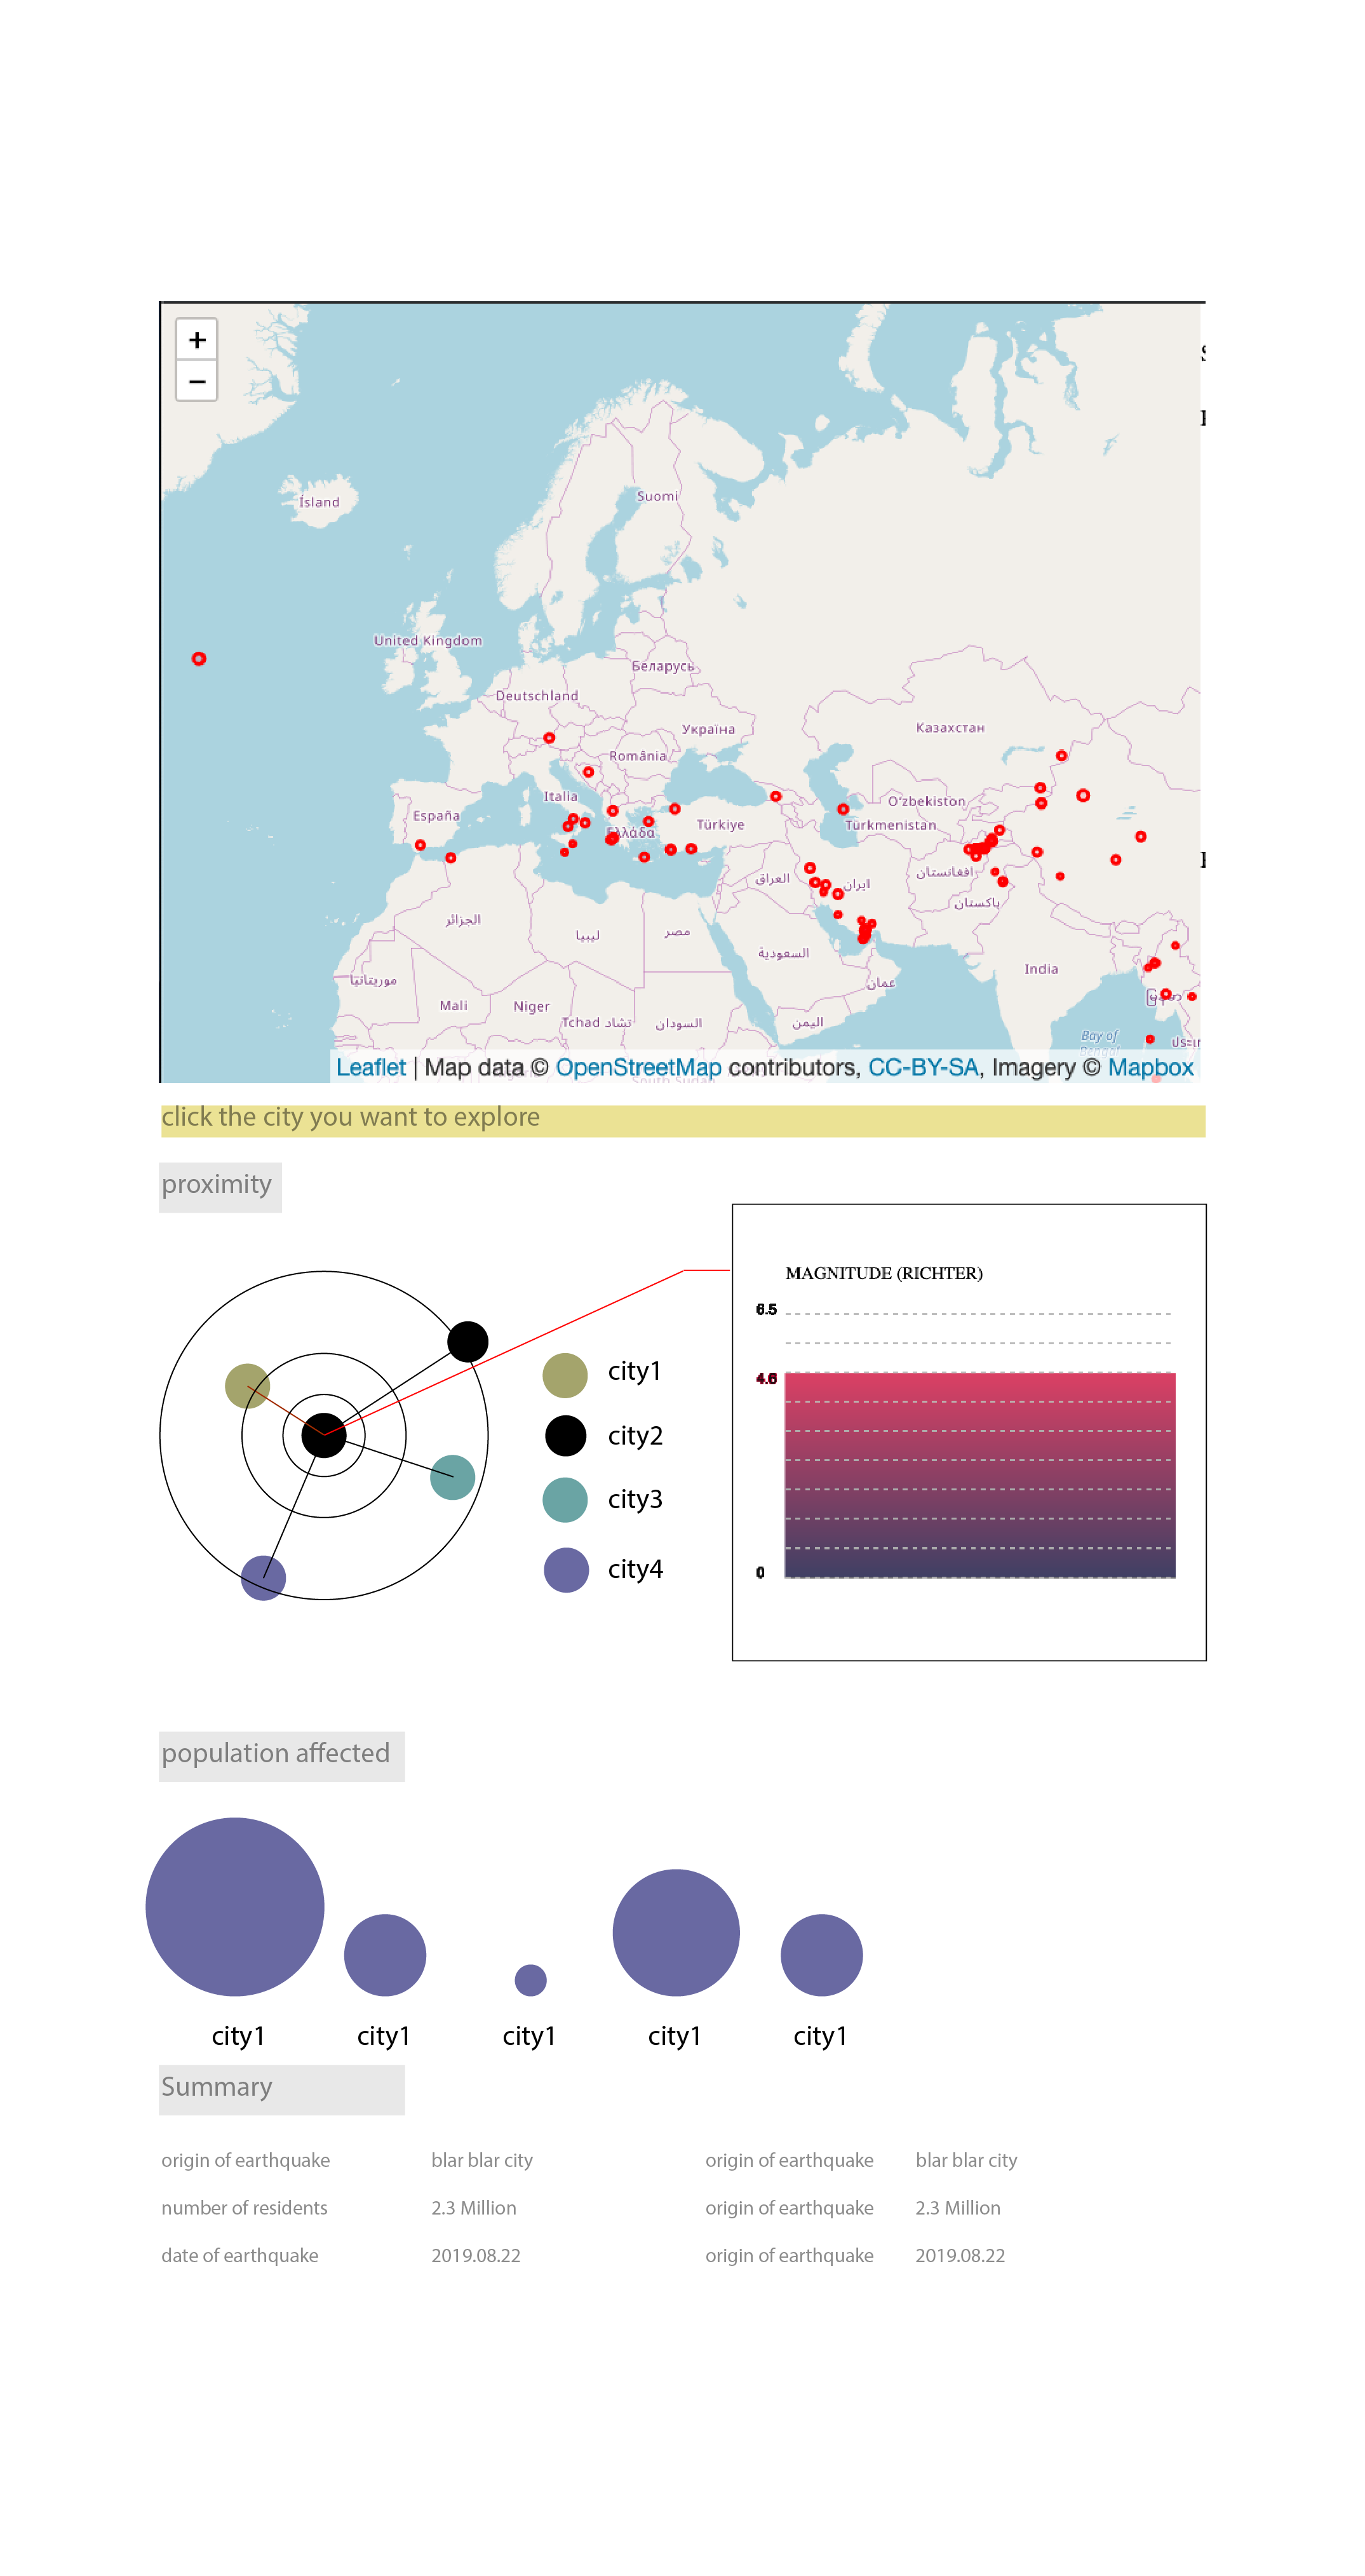 +
−
Ísland
Suomi
United Kingdom
Беларусь
Deutschland
Україна
Казахстан
România
Italia
O'zbekiston
España
Ελλάδα
Türkiye
Türkmenistan
افغانستان
العراق
ایران
پاکستان
الجزائر
ليبيا
مصر
السعودية
India
موريتانيا
عمان
Mali
Niger
Tchad تشاد
السودان
اليمن
Bay of
Bengal
South Sudan
Leaflet | Map data © OpenStreetMap contributors, CC-BY-SA, Imagery © Mapbox
click the city you want to explore
proximity
MAGNITUDE (RICHTER)
0
city1
city2
city3
city4
population affected
city1 city1 city1 city1 city1
Summary
origin of earthquake blar blar city origin of earthquake blar blar city
number of residents 2.3 Million origin of earthquake 2.3 Million
date of earthquake 2019.08.22 origin of earthquake 2019.08.22